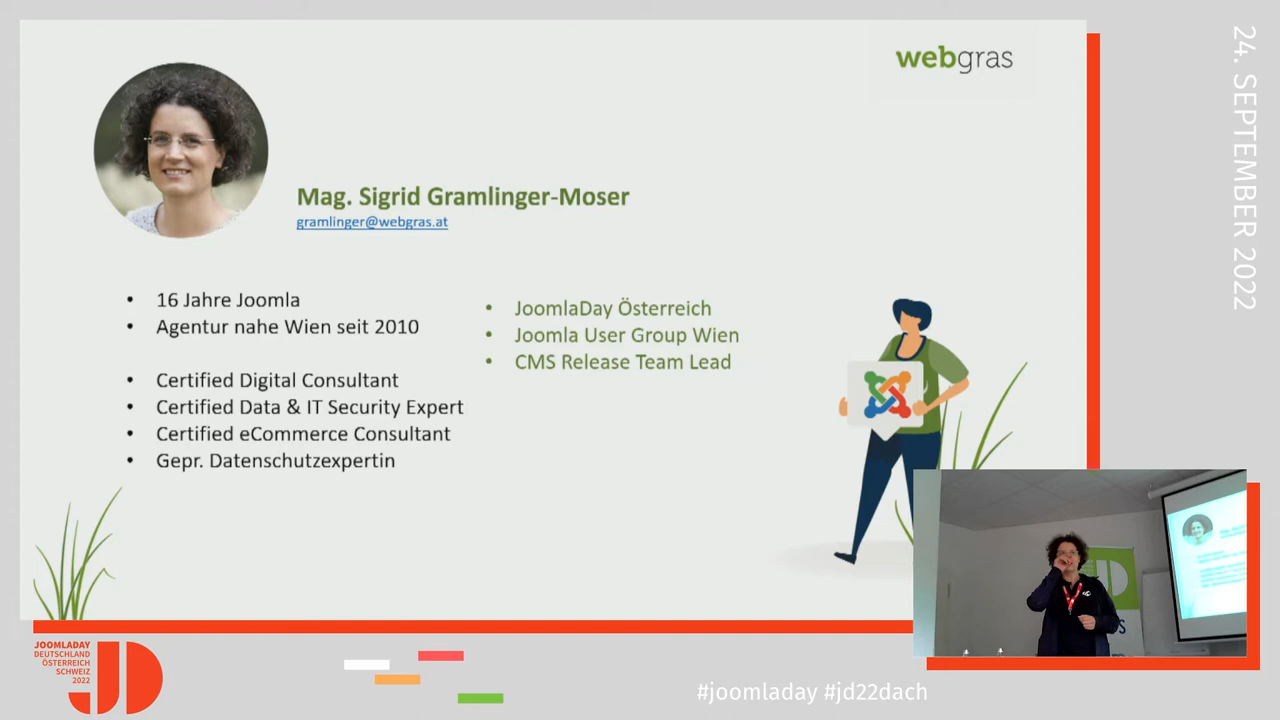 webgras
Mag. Sigrid Gramlinger-Moser
gramlinger@webgras.at
• 16 Jahre Joomla
• Agentur nahe Wien seit 2010
• Certified Digital Consultant
• Certified Data & IT Security Expert
• Certified eCommerce Consultant
• Gepr. Datenschutzexpertin
• JoomlaDay Österreich
• Joomla User Group Wien
• CMS Release Team Lead
24. SEPTEMBER 2022
JOOMLADAY
DEUTSCHLAND
ÖSTERREICH
SCHWEIZ
2022
JD
#joomladay #jd22dach